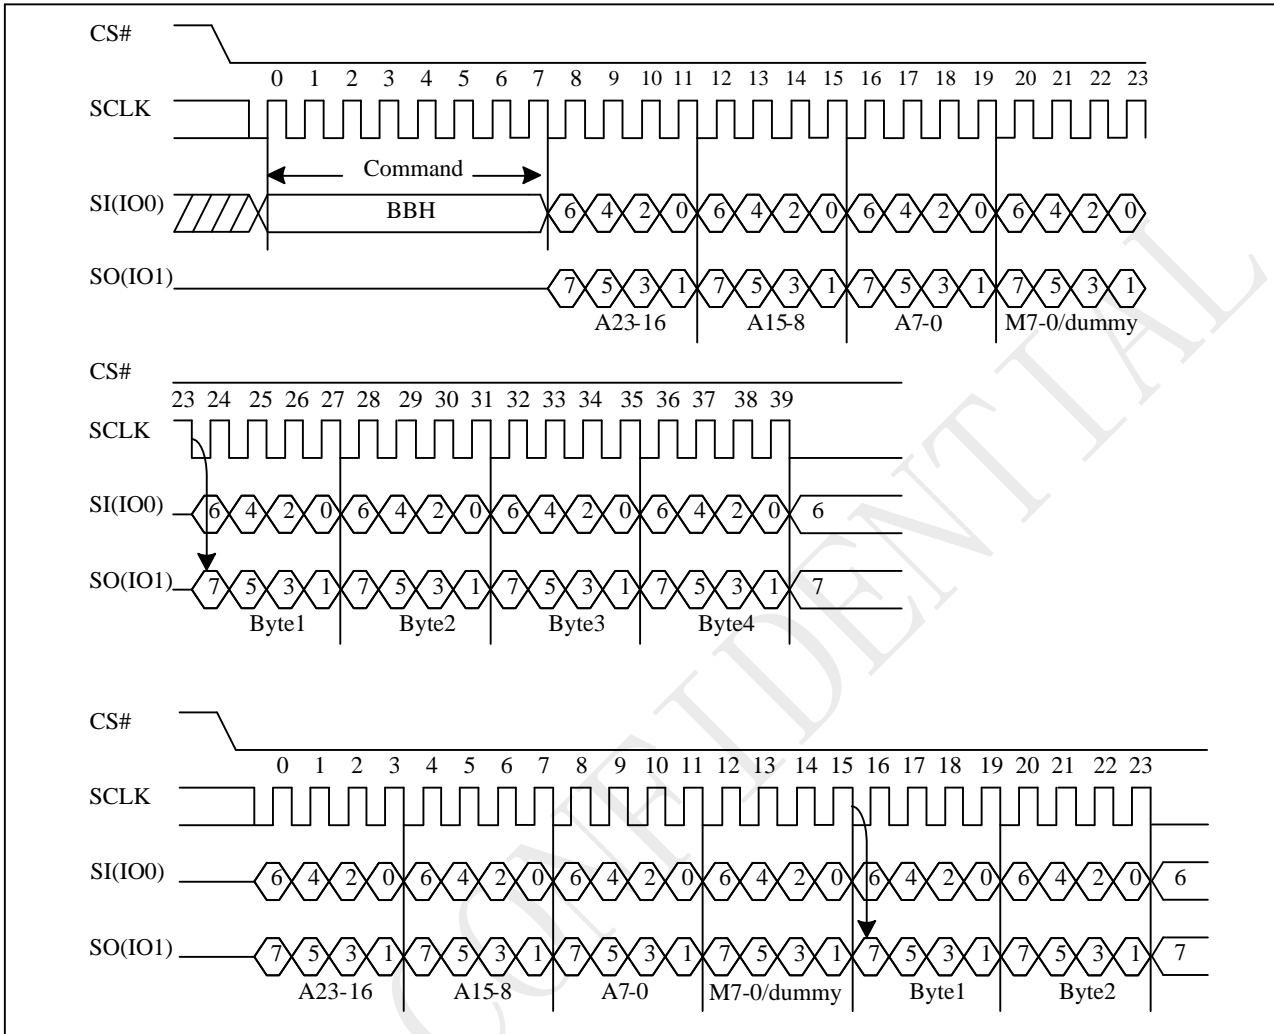 CS#
0 1 2 3 4 5 6 7 8 9 10 11 12 13 14 15 16 17 18 19 20 21 22 23
SCLK
Command
SI(IO0) BBH 6 4 2 0 6 4 2 0 6 4 2 0 6 4 2 0
SO(IO1) 7 5 3 1 7 5 3 1 7 5 3 1 7 5 3 1
A23-16 A15-8 A7-0 M7-0/dummy
CS#
23 24 25 26 27 28 29 30 31 32 33 34 35 36 37 38 39
SCLK
SI(IO0) 6 4 2 0 6 4 2 0 6 4 2 0 6 4 2 0 6
SO(IO1) 7 5 3 1 7 5 3 1 7 5 3 1 7 5 3 1 7
Byte1 Byte2 Byte3 Byte4
CS#
0 1 2 3 4 5 6 7 8 9 10 11 12 13 14 15 16 17 18 19 20 21 22 23
SCLK
SI(IO0) 6 4 2 0 6 4 2 0 6 4 2 0 6 4 2 0 6 4 2 0 6 4 2 0 6
SO(IO1) 7 5 3 1 7 5 3 1 7 5 3 1 7 5 3 1 7 5 3 1 7 5 3 1 7
A23-16 A15-8 A7-0 M7-0/dummy Byte1 Byte2
CONFIDENTIAL